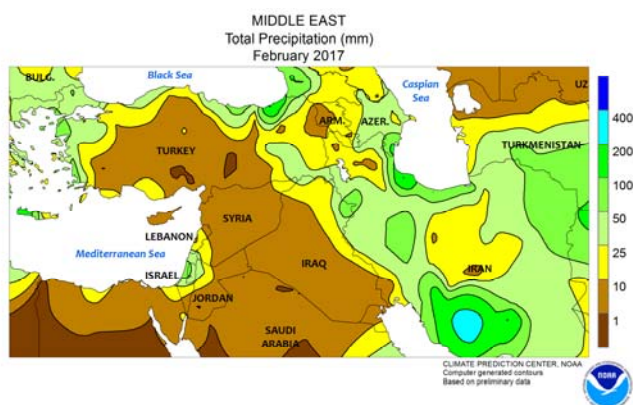 MIDDLE EAST
Total Precipitation (mm)
February 2017
BULG.
Black Sea
Caspian
Sea
UZ
ARM.
AZER.
TURKEY
TURKMENISTAN
SYRIA
LEBANON
Mediterranean Sea
ISRAEL
IRAQ
IRAN
JORDAN
SAUDI
ARABIA
400
200
100
50
25
10
1
CLIMATE PREDICTION CENTER, NOAA
Computer generated contours
Based on preliminary data
NOAA